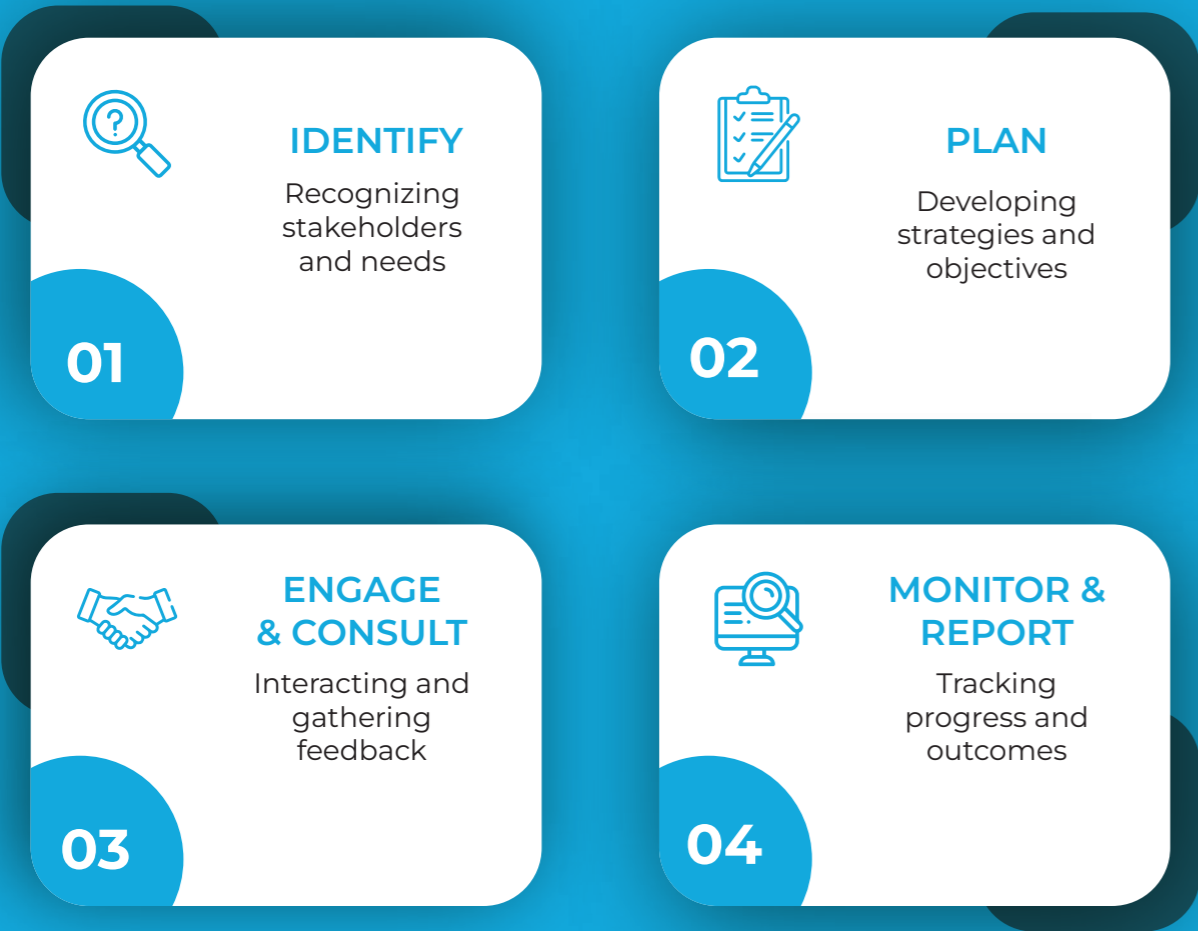 IDENTIFY
Recognizing
stakeholders
and needs
01
PLAN
Developing
strategies and
objectives
02
ENGAGE
& CONSULT
Interacting and
gathering
feedback
03
MONITOR &
REPORT
Tracking
progress and
outcomes
04